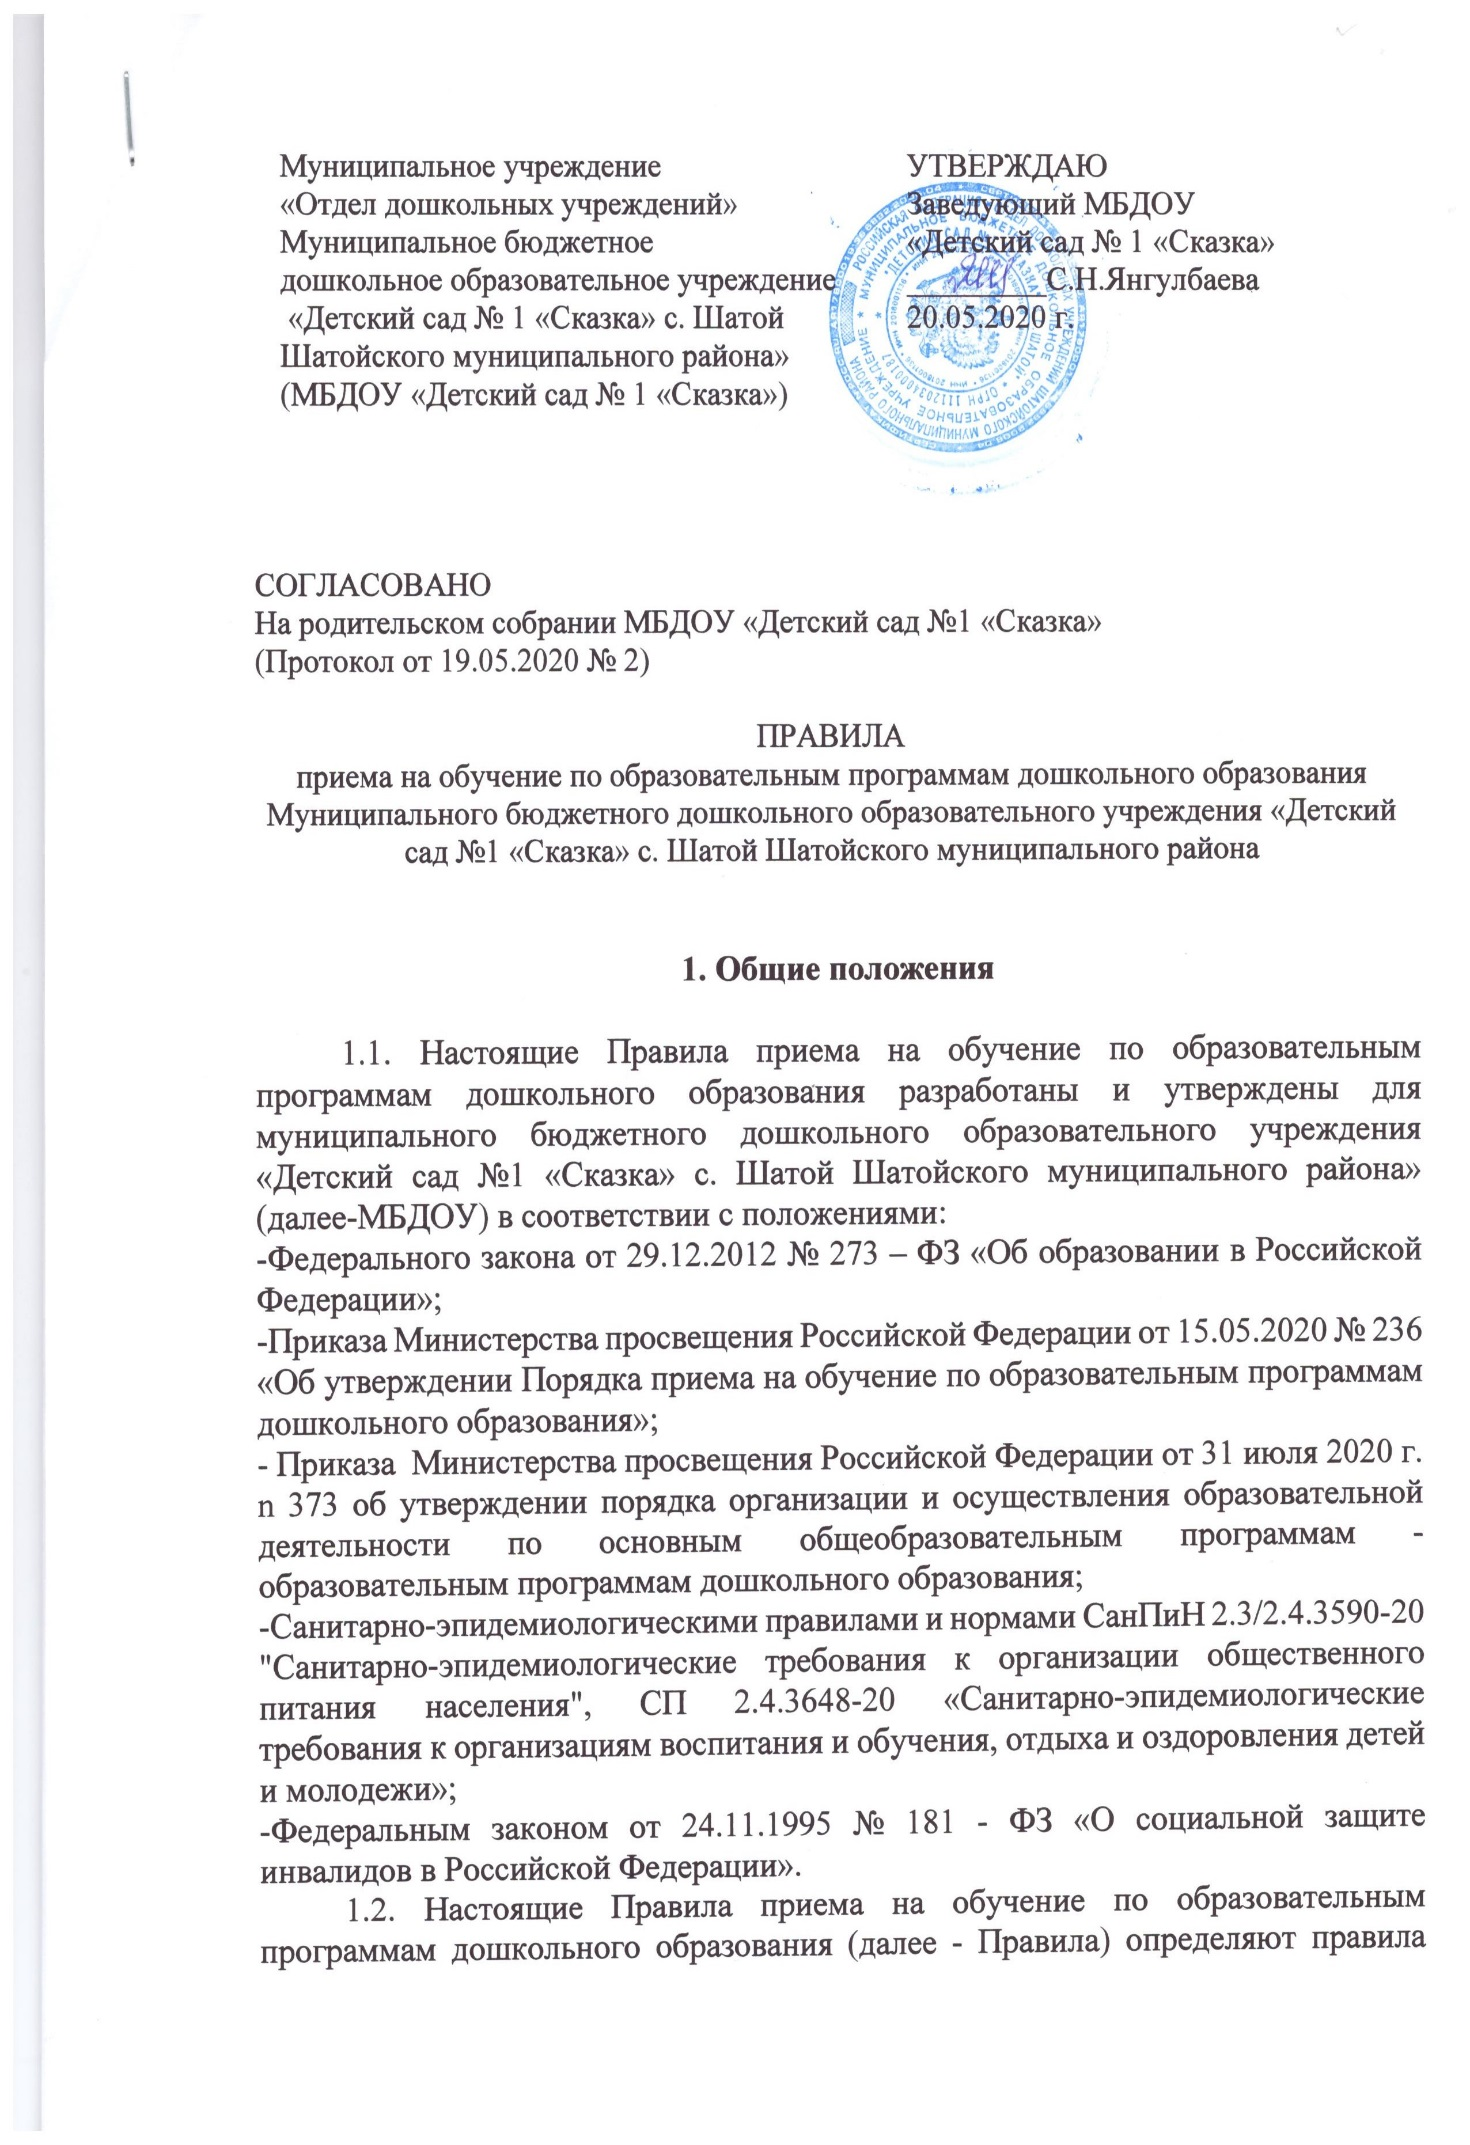 Муниципальное учреждение
«Отдел дошкольных учреждений»
Муниципальное бюджетное
дошкольное образовательное учреждение
«Детский сад № 1 «Сказка» с. Шатой
Шатойского муниципального района»
(МБДОУ «Детский сад № 1 «Сказка»)
УТВЕРЖДАЮ
Заведующий МБДОУ
«Детский сад № 1 «Сказка»
__________С.Н.Янгулбаева
20.05.2020 г.
СОГЛАСОВАНО
На родительском собрании МБДОУ «Детский сад №1 «Сказка»
(Протокол от 19.05.2020 № 2)
ПРАВИЛА
приема на обучение по образовательным программам дошкольного образования
Муниципального бюджетного дошкольного образовательного учреждения «Детский
сад №1 «Сказка» с. Шатой Шатойского муниципального района
1. Общие положения
1.1. Настоящие Правила приема на обучение по образовательным
программам дошкольного образования разработаны и утверждены для
муниципального бюджетного дошкольного образовательного учреждения
«Детский сад №1 «Сказка» с. Шатой Шатойского муниципального района»
(далее-МБДОУ) в соответствии с положениями:
-Федерального закона от 29.12.2012 № 273 – ФЗ «Об образовании в Российской
Федерации»;
-Приказа Министерства просвещения Российской Федерации от 15.05.2020 № 236
«Об утверждении Порядка приема на обучение по образовательным программам
дошкольного образования»;
- Приказа Министерства просвещения Российской Федерации от 31 июля 2020 г.
n 373 об утверждении порядка организации и осуществления образовательной
деятельности по основным общеобразовательным программам -
образовательным программам дошкольного образования;
-Санитарно-эпидемиологическими правилами и нормами СанПиН 2.3/2.4.3590-20
"Санитарно-эпидемиологические требования к организации общественного
питания населения", СП 2.4.3648-20 «Санитарно-эпидемиологические
требования к организациям воспитания и обучения, отдыха и оздоровления детей
и молодежи»;
-Федеральным законом от 24.11.1995 № 181 - ФЗ «О социальной защите
инвалидов в Российской Федерации».
1.2. Настоящие Правила приема на обучение по образовательным
программам дошкольного образования (далее - Правила) определяют правила